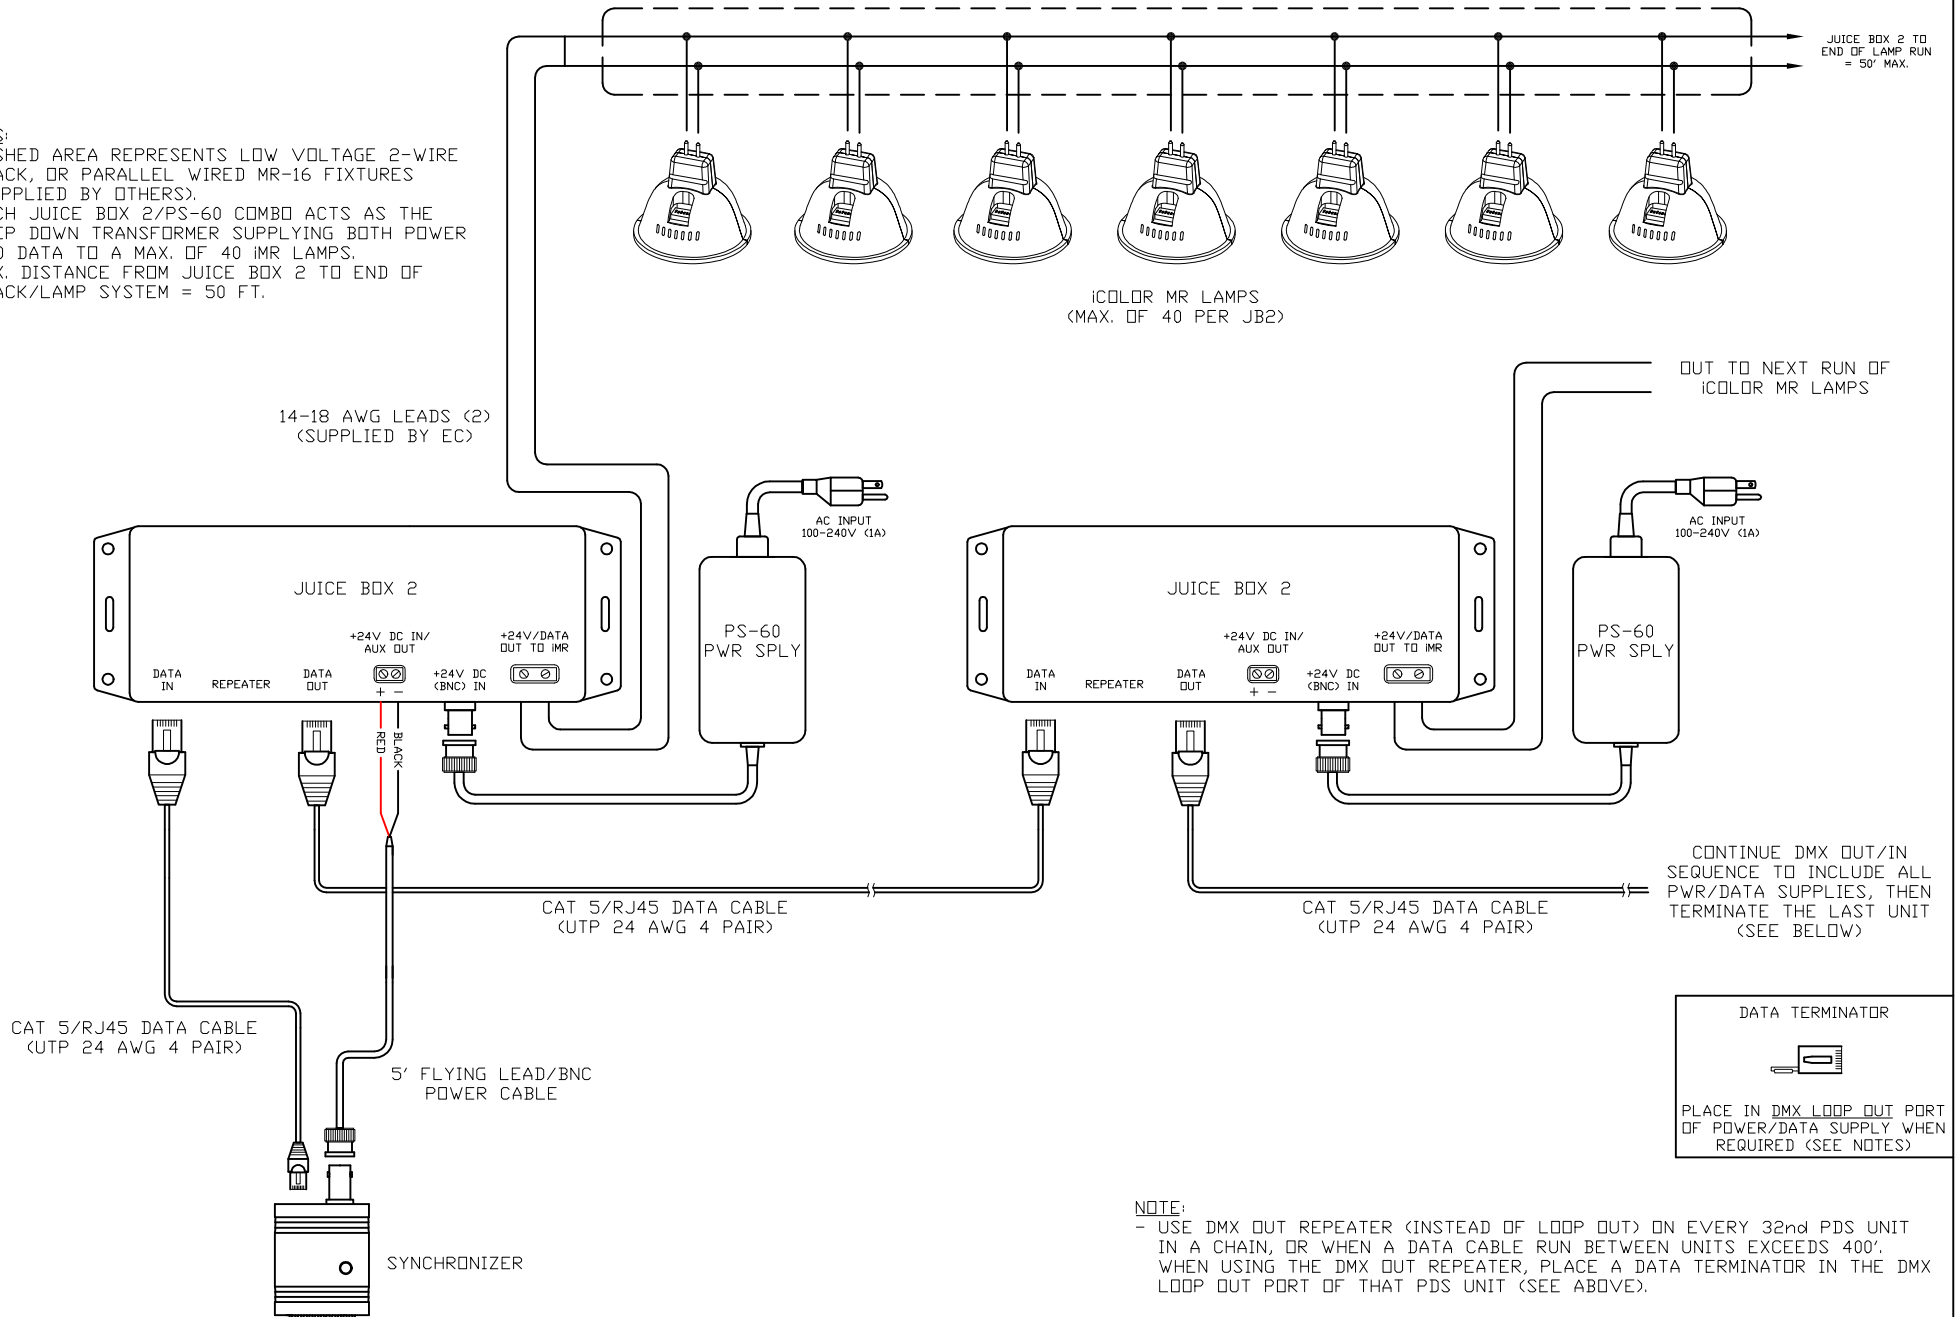 JUICE BOX 2 TO
END OF LAMP RUN
= 50' MAX.
AREA REPRESENTS LOW VOLTAGE 2-WIRE
OR PARALLEL WIRED MR-16 FIXTURES
BY OTHERS).
JUICE BOX 2/PS-60 COMBO ACTS AS THE
DOWN TRANSFORMER SUPPLYING BOTH POWER
DATA TO A MAX. OF 40 iMR LAMPS.
DISTANCE FROM JUICE BOX 2 TO END OF
SYSTEM = 50 FT.
iCOLOR MR LAMPS
(MAX. OF 40 PER JB2)
OUT TO NEXT RUN OF
iCOLOR MR LAMPS
14-18 AWG LEADS (2)
(SUPPLIED BY EC)
AC INPUT
100-240V (1A)
AC INPUT
100-240V (1A)
JUICE BOX 2
+24V DC IN/
AUX OUT
+24V/DATA
OUT TO iMR
DATA
IN
REPEATER
DATA
OUT
+ -
+24V DC
(BNC) IN
PS-60
PWR SPLY
JUICE BOX 2
+24V DC IN/
AUX OUT
+24V/DATA
OUT TO iMR
DATA
IN
REPEATER
DATA
OUT
+ -
+24V DC
(BNC) IN
PS-60
PWR SPLY
RED
BLACK
CAT 5/RJ45 DATA CABLE
(UTP 24 AWG 4 PAIR)
CAT 5/RJ45 DATA CABLE
(UTP 24 AWG 4 PAIR)
CONTINUE DMX OUT/IN
SEQUENCE TO INCLUDE ALL
PWR/DATA SUPPLIES, THEN
TERMINATE THE LAST UNIT
(SEE BELOW)
CAT 5/RJ45 DATA CABLE
(UTP 24 AWG 4 PAIR)
5' FLYING LEAD/BNC
POWER CABLE
DATA TERMINATOR
PLACE IN DMX LOOP OUT PORT
OF POWER/DATA SUPPLY WHEN
REQUIRED (SEE NOTES)
SYNCHRONIZER
NOTE:
- USE DMX OUT REPEATER (INSTEAD OF LOOP OUT) ON EVERY 32nd PDS UNIT
IN A CHAIN, OR WHEN A DATA CABLE RUN BETWEEN UNITS EXCEEDS 400'.
WHEN USING THE DMX OUT REPEATER, PLACE A DATA TERMINATOR IN THE DMX
LOOP OUT PORT OF THAT PDS UNIT (SEE ABOVE).